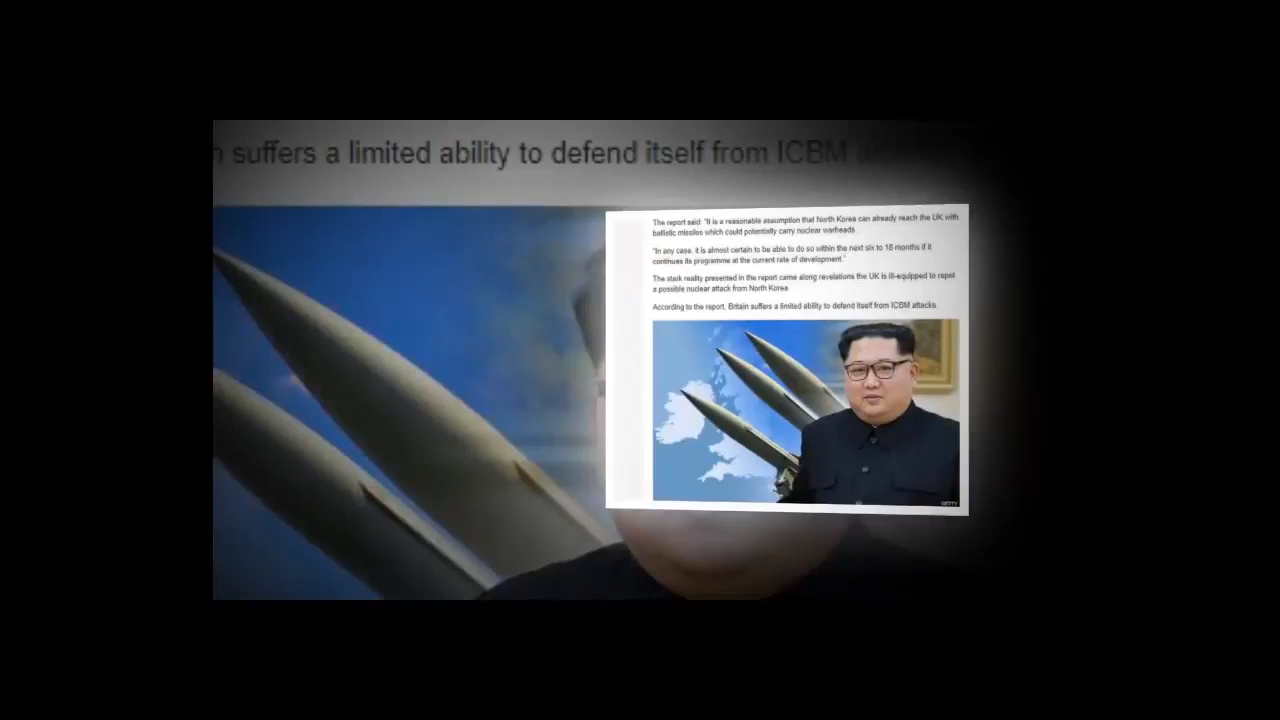 suffers a limited ability to defend itself from ICBM
The report said: "It is a reasonable assumption that North Korea can already reach the UK with
ballistic missiles which could potentially carry nuclear warheads.
"In any case, it is almost certain to be able to do so within the next six to 18 months if it
continues its programme at the current rate of development."
The stark reality presented in the report came along revelations the UK is ill-equipped to repel
a possible nuclear attack from North Korea
According to the report, Britain suffers a limited ability to defend itself from ICBM attacks.
GETTY